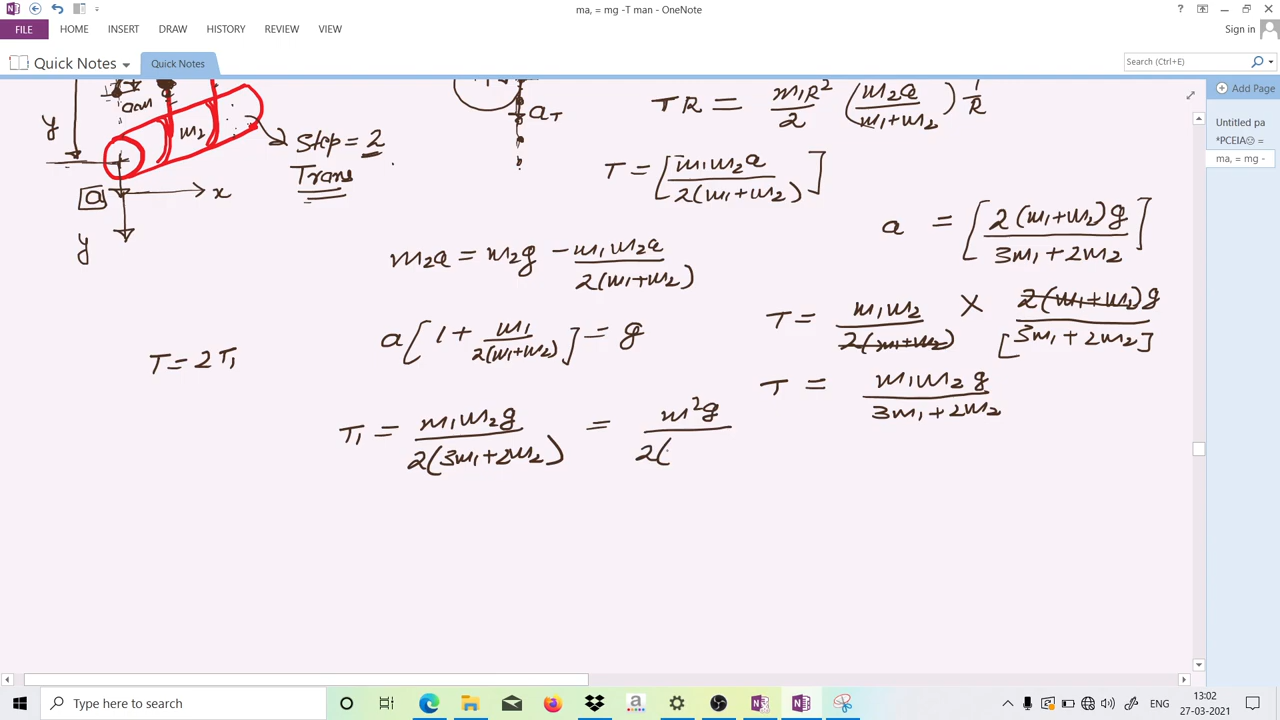 ma, = mg -T man - OneNote
Sign in
FILE HOME INSERT DRAW HISTORY REVIEW VIEW
Quick Notes
Quick Notes
Search (Ctrl+E)
Add Page
Untitled pa
*PCEIA☹ =
ma, = mg -
acm
y
m2
Step = 2
Trans
a
x
y
aT
TR = m1R²/2 (m2a/m1+m2) 1/R
T = [m1m2a/2(m1+m2)]
a = [2(m1+m2)g/3m1+2m2]
m2a = m2g - m1m2a/2(m1+m2)
T = m1m2/2(m1+m2) × 2(m1+m2)g/[3m1+2m2]
a[1 + m1/2(m1+m2)] = g
T = 2T1
T = m1m2g/3m1+2m2
T1 = m1m2g/2(3m1+2m2) = m²g/2(
Type here to search
ENG
13:02
27-03-2021